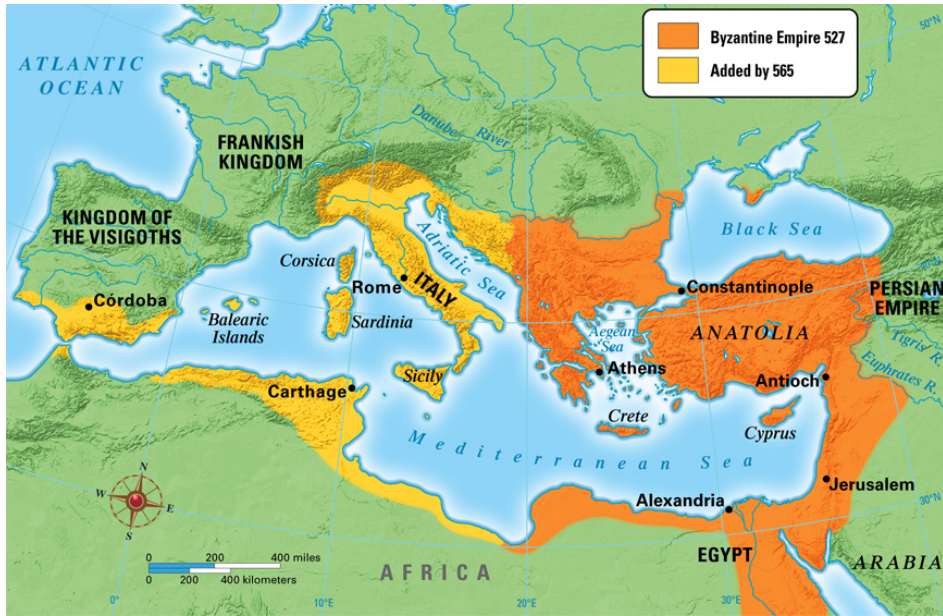 50°N
Byzantine Empire 527
Added by 565
ATLANTIC
OCEAN
FRANKISH
KINGDOM
Danube River
KINGDOM OF
THE VISIGOTHS
Black Sea
Adriatic Sea
Corsica
40°N
Rome
ITALY
Constantinople
PERSIAN
EMPIRE
Córdoba
Balearic
Islands
Sardinia
Aegean
Sea
ANATOLIA
Tigris R.
Euphrates R.
Sicily
Athens
Antioch
Carthage
Crete
Cyprus
Mediterranean Sea
Jerusalem
Alexandria
30°N
N
W
E
S
EGYPT
0 200 400 miles
0 200 400 kilometers
AFRICA
ARABIA
0°
10°E
20°E
30°E